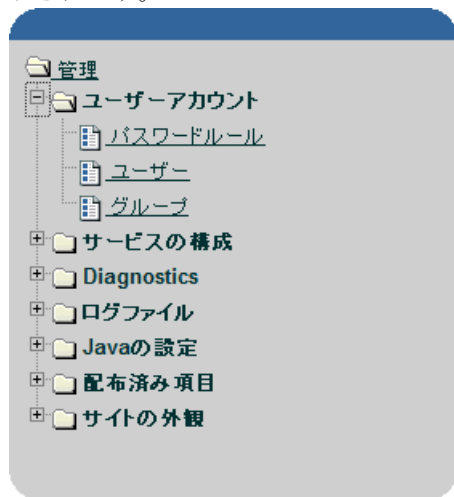 管理
ユーザーアカウント
パスワードルール
ユーザー
グループ
サービスの構成
Diagnostics
ログファイル
Javaの設定
配布済み項目
サイトの外観